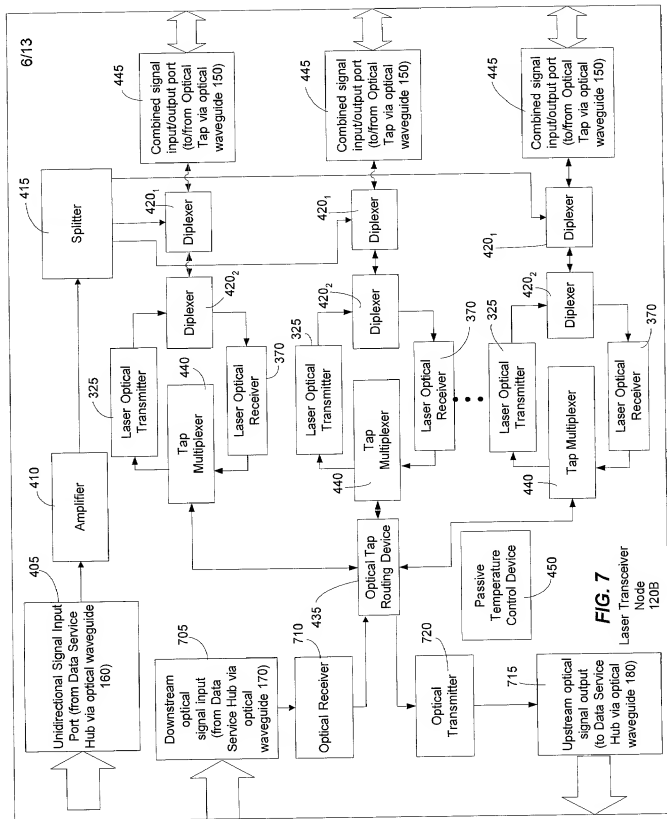 6/13
405
Unidirectional Signal Input
Port (from Data Service
Hub via optical waveguide
160)
410
Amplifier
415
Splitter
325
Laser Optical
Transmitter
440
Tap
Multiplexer
Laser Optical
Receiver
370
Diplexer
420₂
420₁
Diplexer
445
Combined signal
input/output port
(to/from Optical
Tap via optical
waveguide 150)
705
Downstream
optical
signal input
(from Data
Service Hub via
optical
waveguide 170)
710
Optical Receiver
Optical Tap
Routing Device
435
325
Laser Optical
Transmitter
Tap
Multiplexer
440
Laser Optical
Receiver
370
420₂
Diplexer
420₁
Diplexer
445
Combined signal
input/output port
(to/from Optical
Tap via optical
waveguide 150)
720
Optical
Transmitter
715
Upstream optical
signal output
(to Data Service
Hub via optical
waveguide 180)
Passive
Temperature
Control Device
450
325
Laser Optical
Transmitter
Tap Multiplexer
440
Laser Optical
Receiver
370
420₂
Diplexer
420₁
Diplexer
445
Combined signal
input/output port
(to/from Optical
Tap via optical
waveguide 150)
FIG. 7
Laser Transceiver
Node
120B